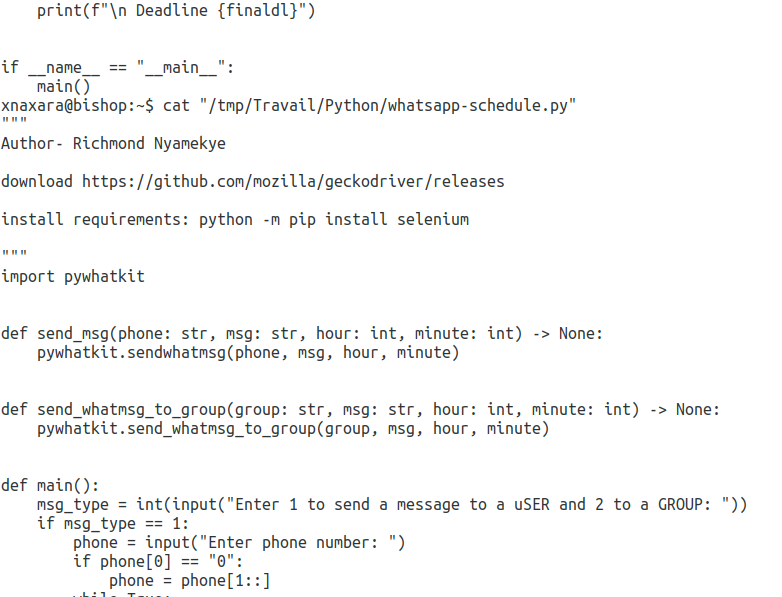 print(f"\n Deadline {finaldl}")
if __name__ == "__main__":
    main()
xnaxara@bishop:~$ cat "/tmp/Travail/Python/whatsapp-schedule.py"
"""
Author- Richmond Nyamekye
download https://github.com/mozilla/geckodriver/releases
install requirements: python -m pip install selenium
"""
import pywhatkit
def send_msg(phone: str, msg: str, hour: int, minute: int) -> None:
    pywhatkit.sendwhatmsg(phone, msg, hour, minute)
def send_whatmsg_to_group(group: str, msg: str, hour: int, minute: int) -> None:
    pywhatkit.send_whatmsg_to_group(group, msg, hour, minute)
def main():
    msg_type = int(input("Enter 1 to send a message to a uSER and 2 to a GROUP: "))
    if msg_type == 1:
        phone = input("Enter phone number: ")
        if phone[0] == "0":
            phone = phone[1::]
        while True: